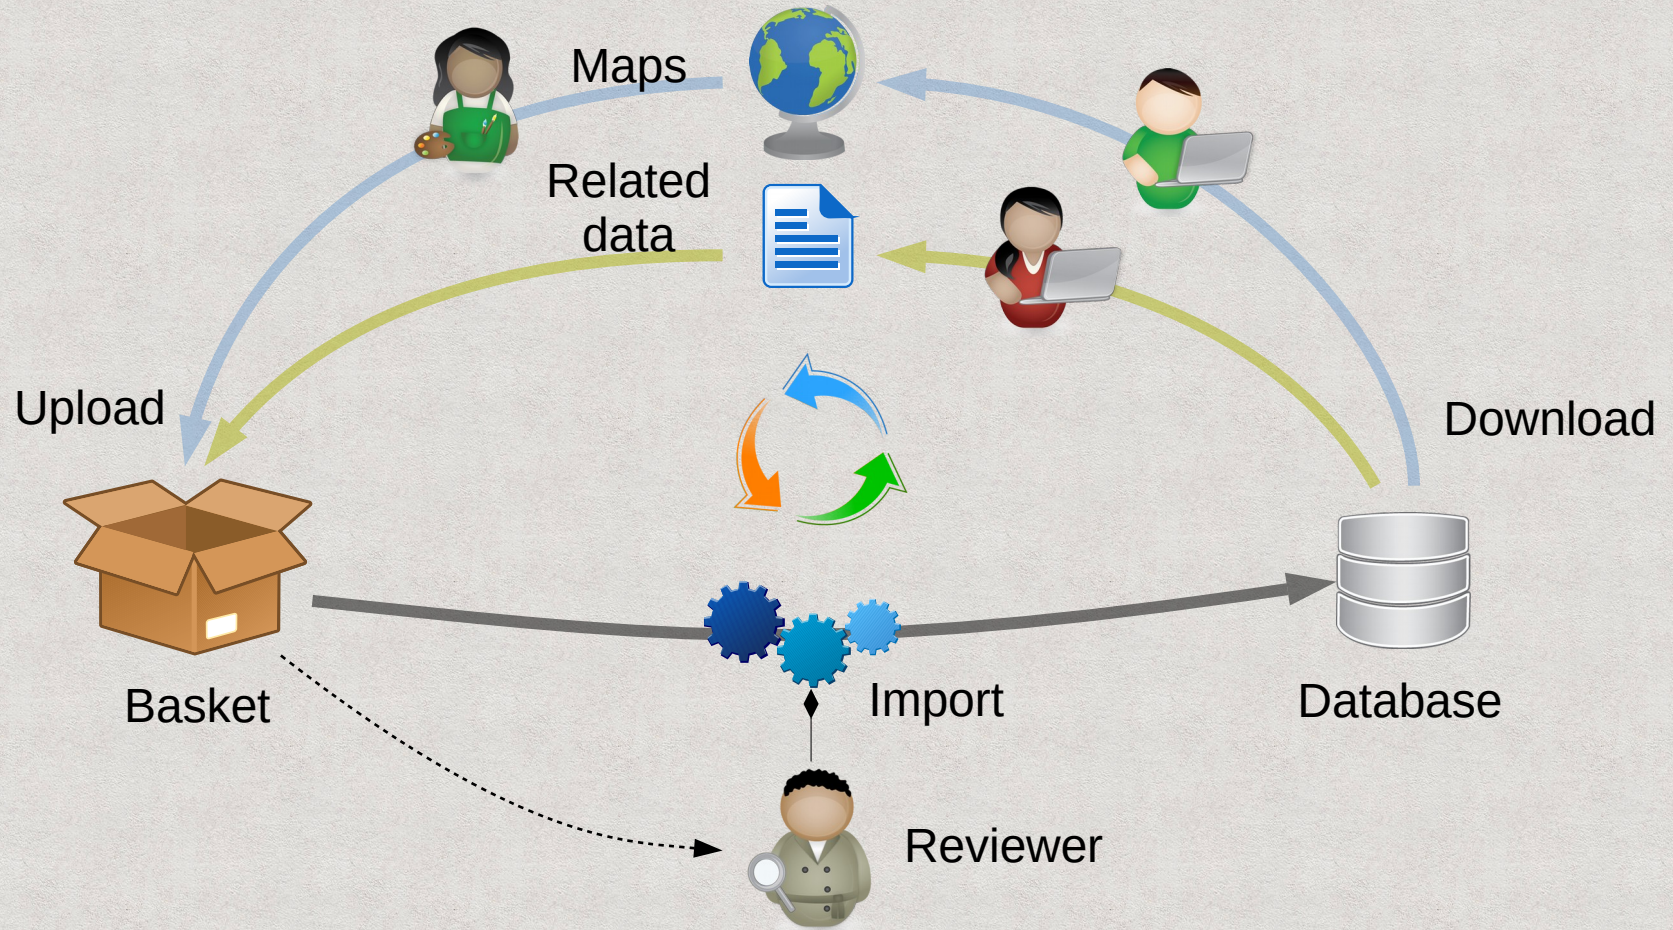 Maps
Related
data
Upload
Download
Basket
Import
Database
Reviewer